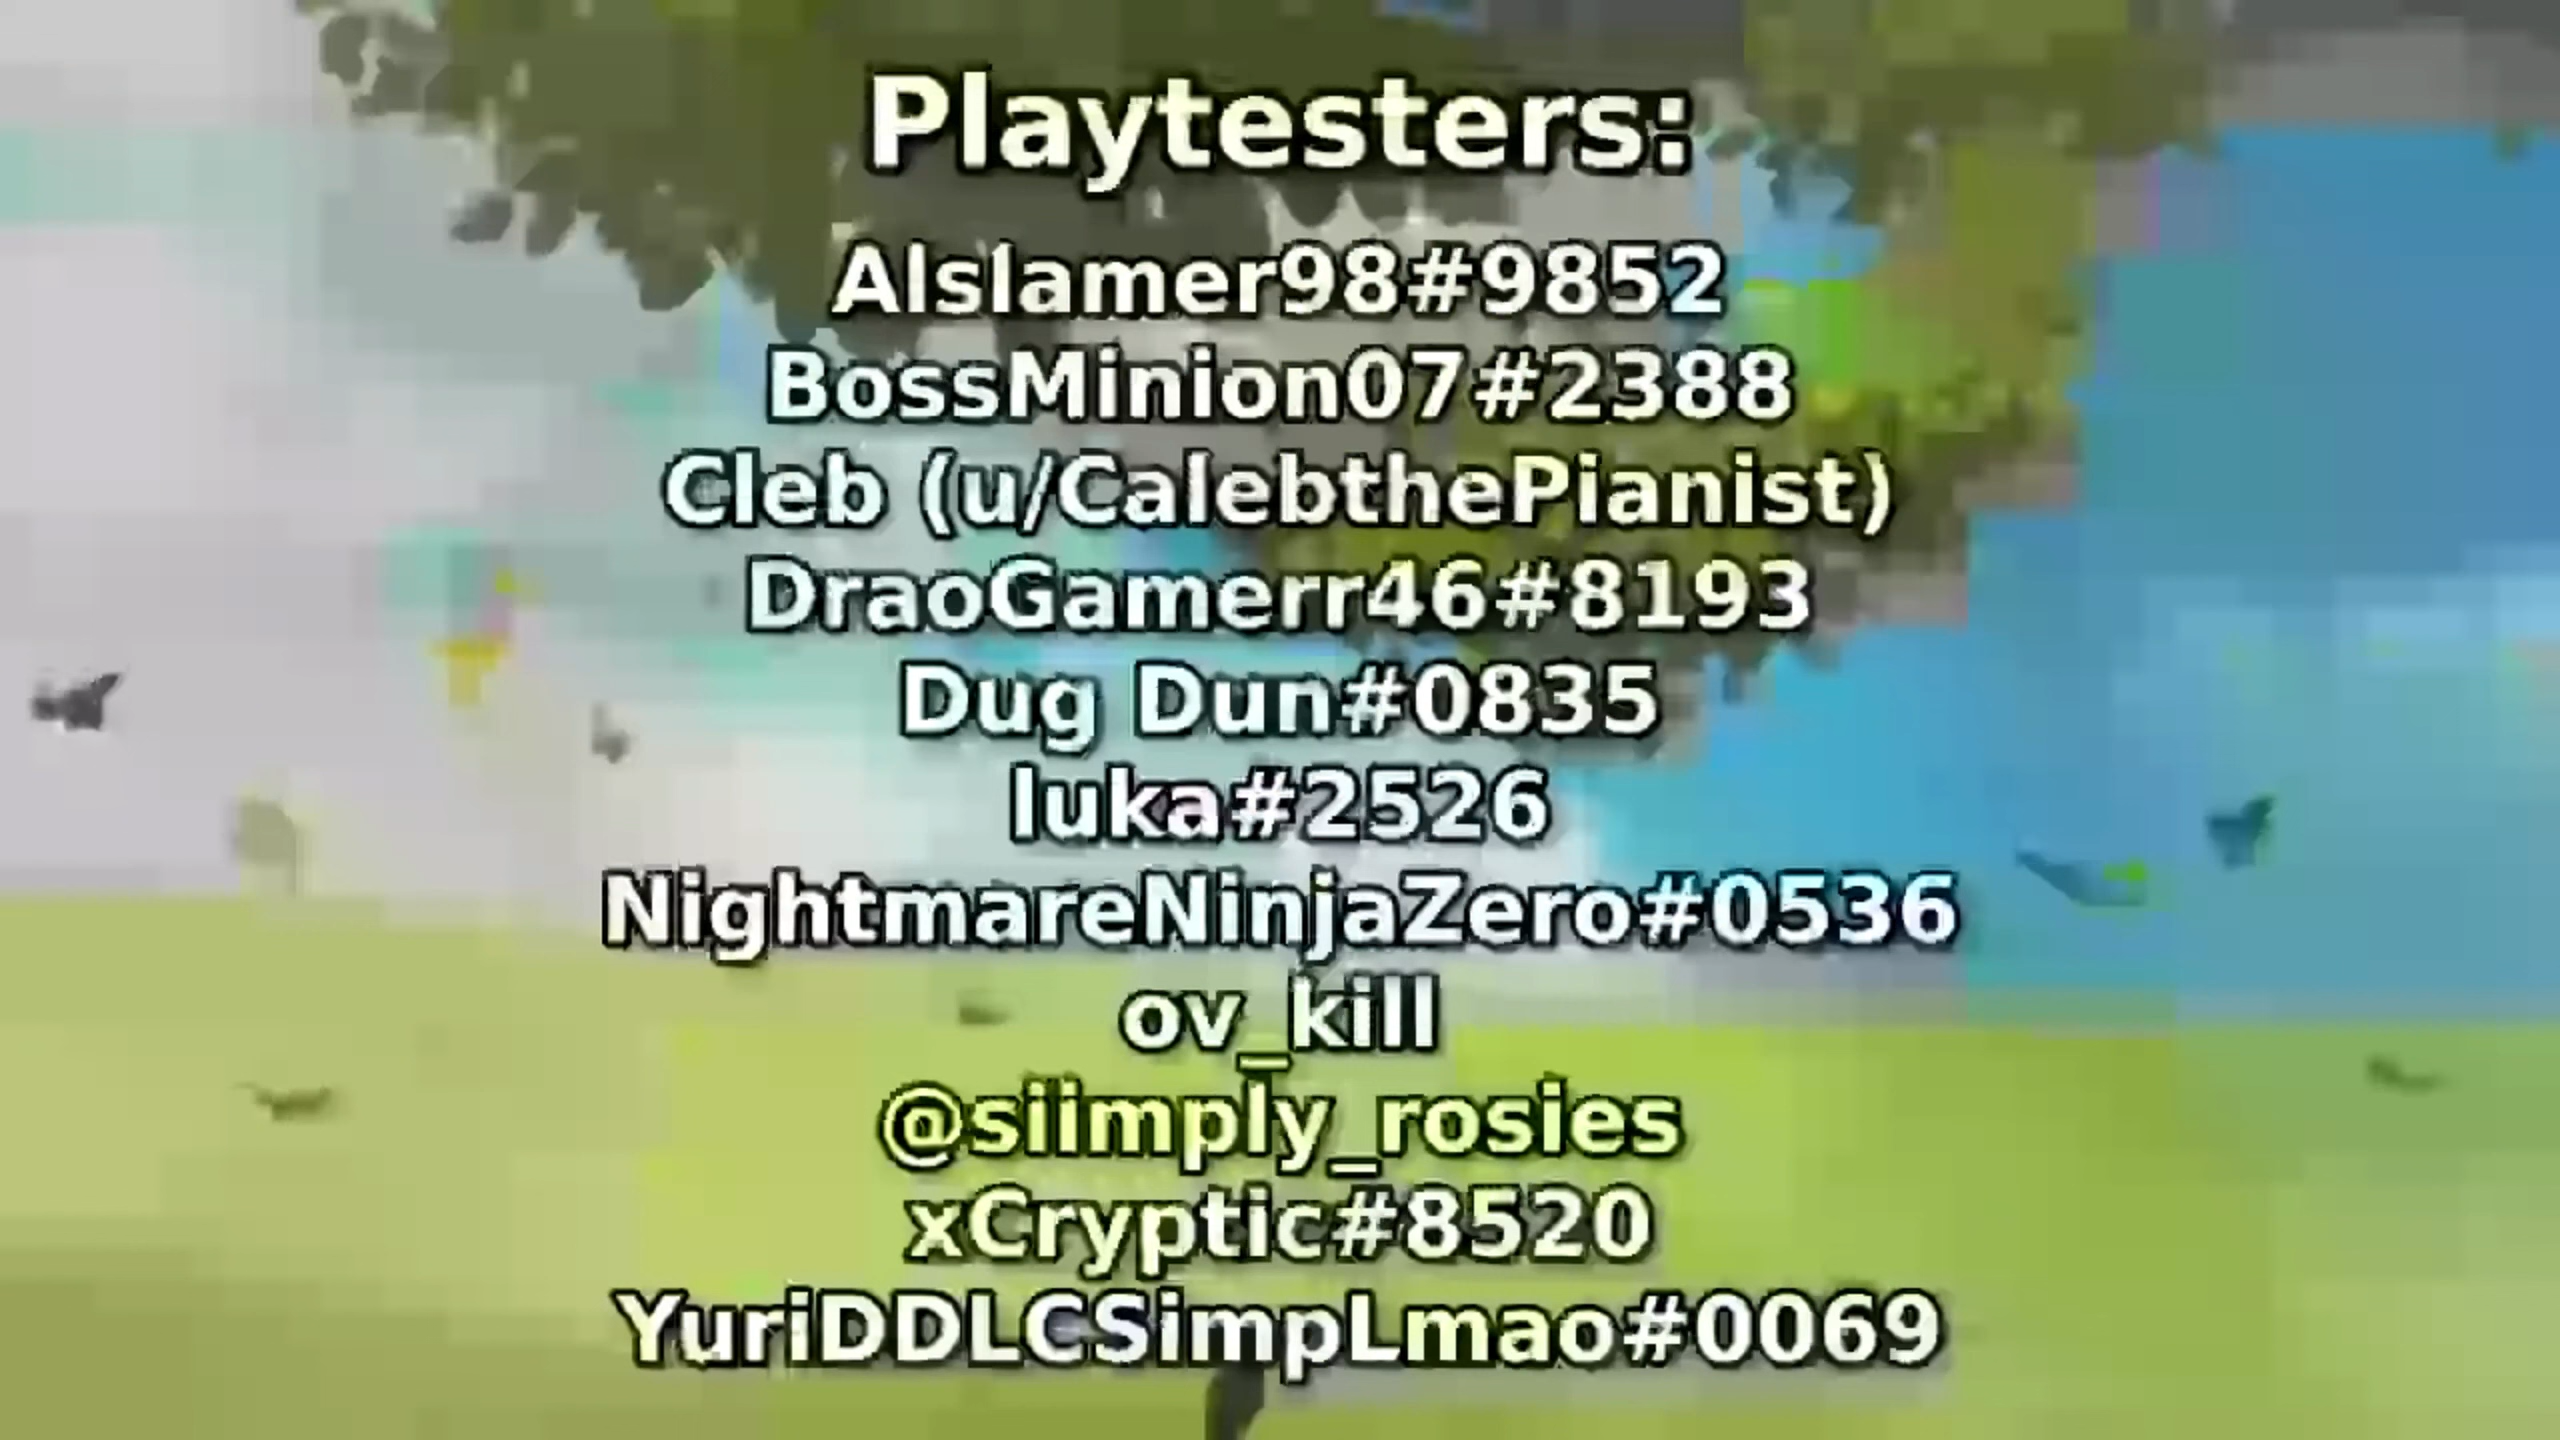 Playtesters:
Alslamer98#9852
BossMinion07#2388
Cleb (u/CalebthePianist)
DraoGamerr46#8193
Dug Dun#0835
luka#2526
NightmareNinjaZero#0536
ov_kill
@siimply_rosies
xCryptic#8520
YuriDDLCSimpLmao#0069